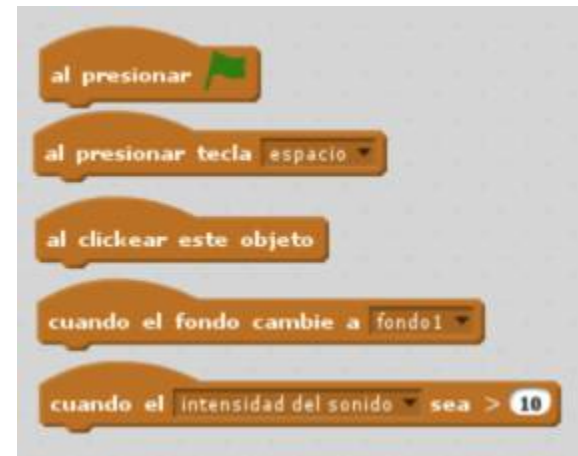 al presionar
al presionar tecla espacio
al clickear este objeto
cuando el fondo cambie a fondo1
cuando el intensidad del sonido sea > 10